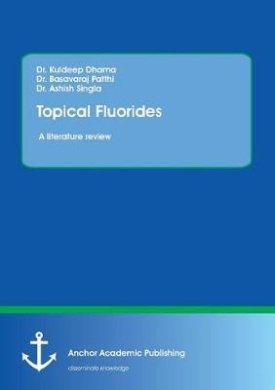 Dr. Kuldeep Dhama
Dr. Basavaraj Patthi
Dr. Ashish Singla
Topical Fluorides
A literature review
Anchor Academic Publishing
disseminate knowledge